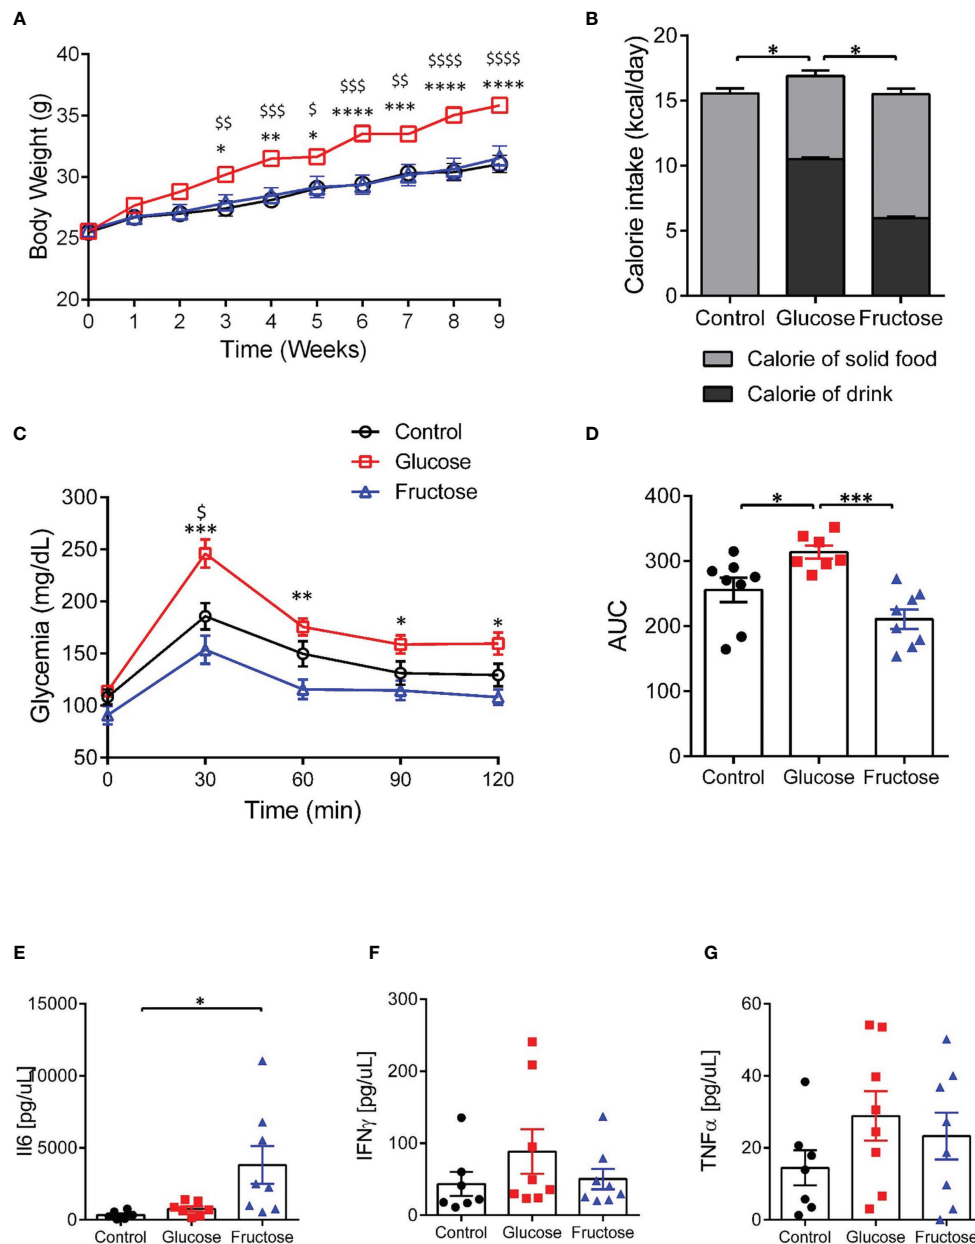 A
Body Weight (g)
40
35
30
25
20
$$ $$$ $ $$$ $$ $$$$ $$$$
* ** * **** *** **** ****
0 1 2 3 4 5 6 7 8 9
Time (Weeks)
B
Calorie intake (kcal/day)
20
15
10
5
0
* *
Control Glucose Fructose
Calorie of solid food
Calorie of drink
C
Control
Glucose
Fructose
Glycemia (mg/dL)
300
250
200
150
100
50
$
*** ** * *
0 30 60 90 120
Time (min)
D
AUC
400
300
200
100
0
* ***
Control Glucose Fructose
E
Il6 [pg/uL]
15000
10000
5000
0
*
Control Glucose Fructose
F
IFNγ [pg/uL]
300
200
100
0
Control Glucose Fructose
G
TNFα [pg/uL]
60
40
20
0
Control Glucose Fructose